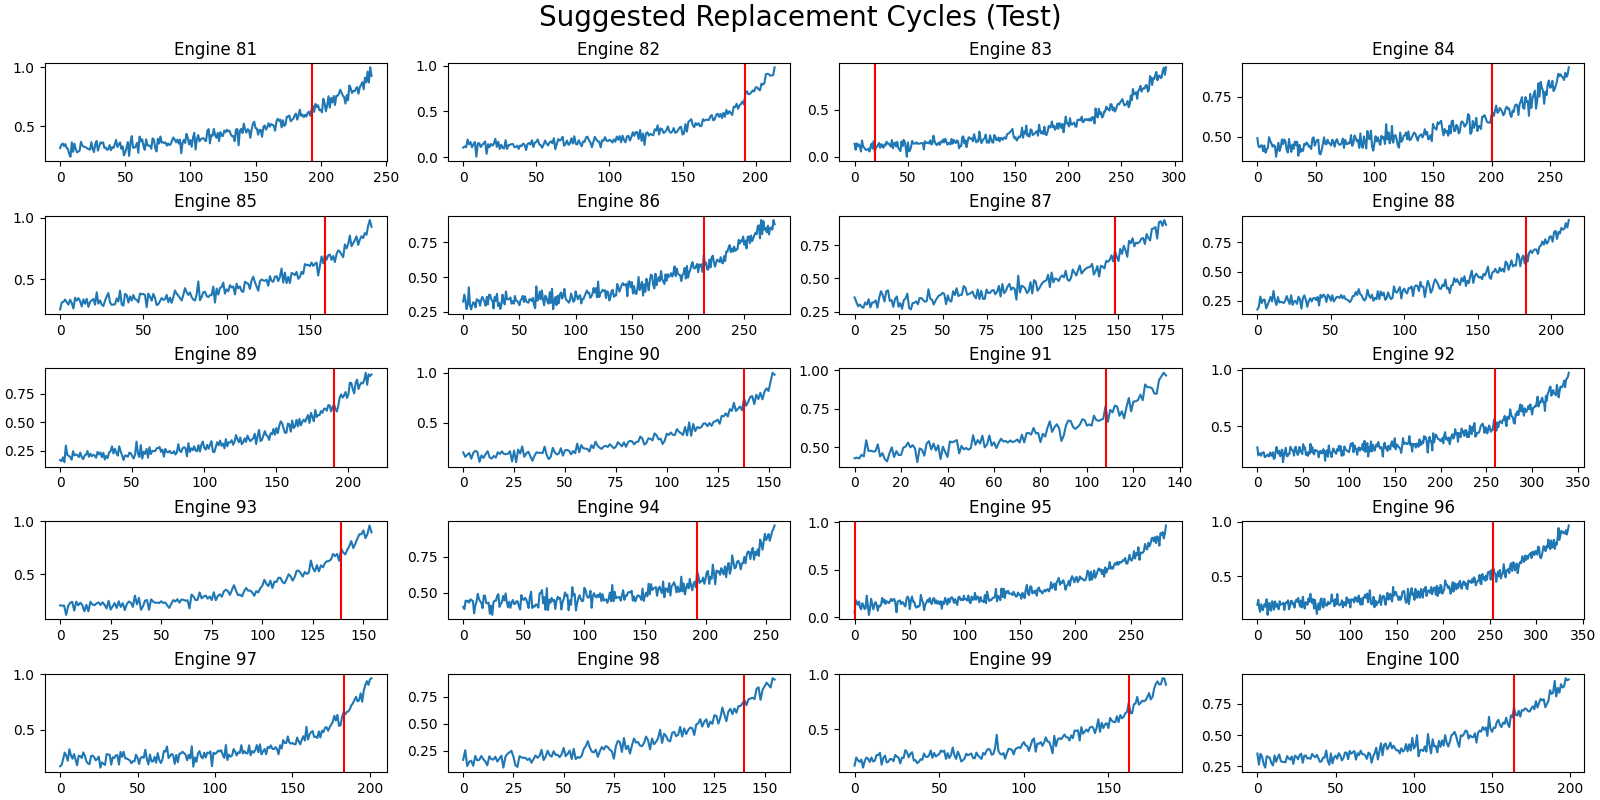 Suggested Replacement Cycles (Test)
Engine 81
Engine 82
Engine 83
Engine 84
1.0
0.5
0 50 100 150 200 250
1.0
0.5
0.0
0 50 100 150 200
0.5
0.0
0 50 100 150 200 250 300
0.75
0.50
0 50 100 150 200 250
Engine 85
Engine 86
Engine 87
Engine 88
1.0
0.5
0 50 100 150
0.75
0.50
0.25
0 50 100 150 200 250
0.75
0.50
0.25
0 25 50 75 100 125 150 175
0.75
0.50
0.25
0 50 100 150 200
Engine 89
Engine 90
Engine 91
Engine 92
0.75
0.50
0.25
0 50 100 150 200
1.0
0.5
0 25 50 75 100 125 150
1.00
0.75
0.50
0 20 40 60 80 100 120 140
1.0
0.5
0 50 100 150 200 250 300 350
Engine 93
Engine 94
Engine 95
Engine 96
1.0
0.5
0 25 50 75 100 125 150
0.75
0.50
0 50 100 150 200 250
1.0
0.5
0.0
0 50 100 150 200 250
1.0
0.5
0 50 100 150 200 250 300 350
Engine 97
Engine 98
Engine 99
Engine 100
1.0
0.5
0 50 100 150 200
0.75
0.50
0.25
0 25 50 75 100 125 150
1.0
0.5
0 50 100 150
0.75
0.50
0.25
0 50 100 150 200